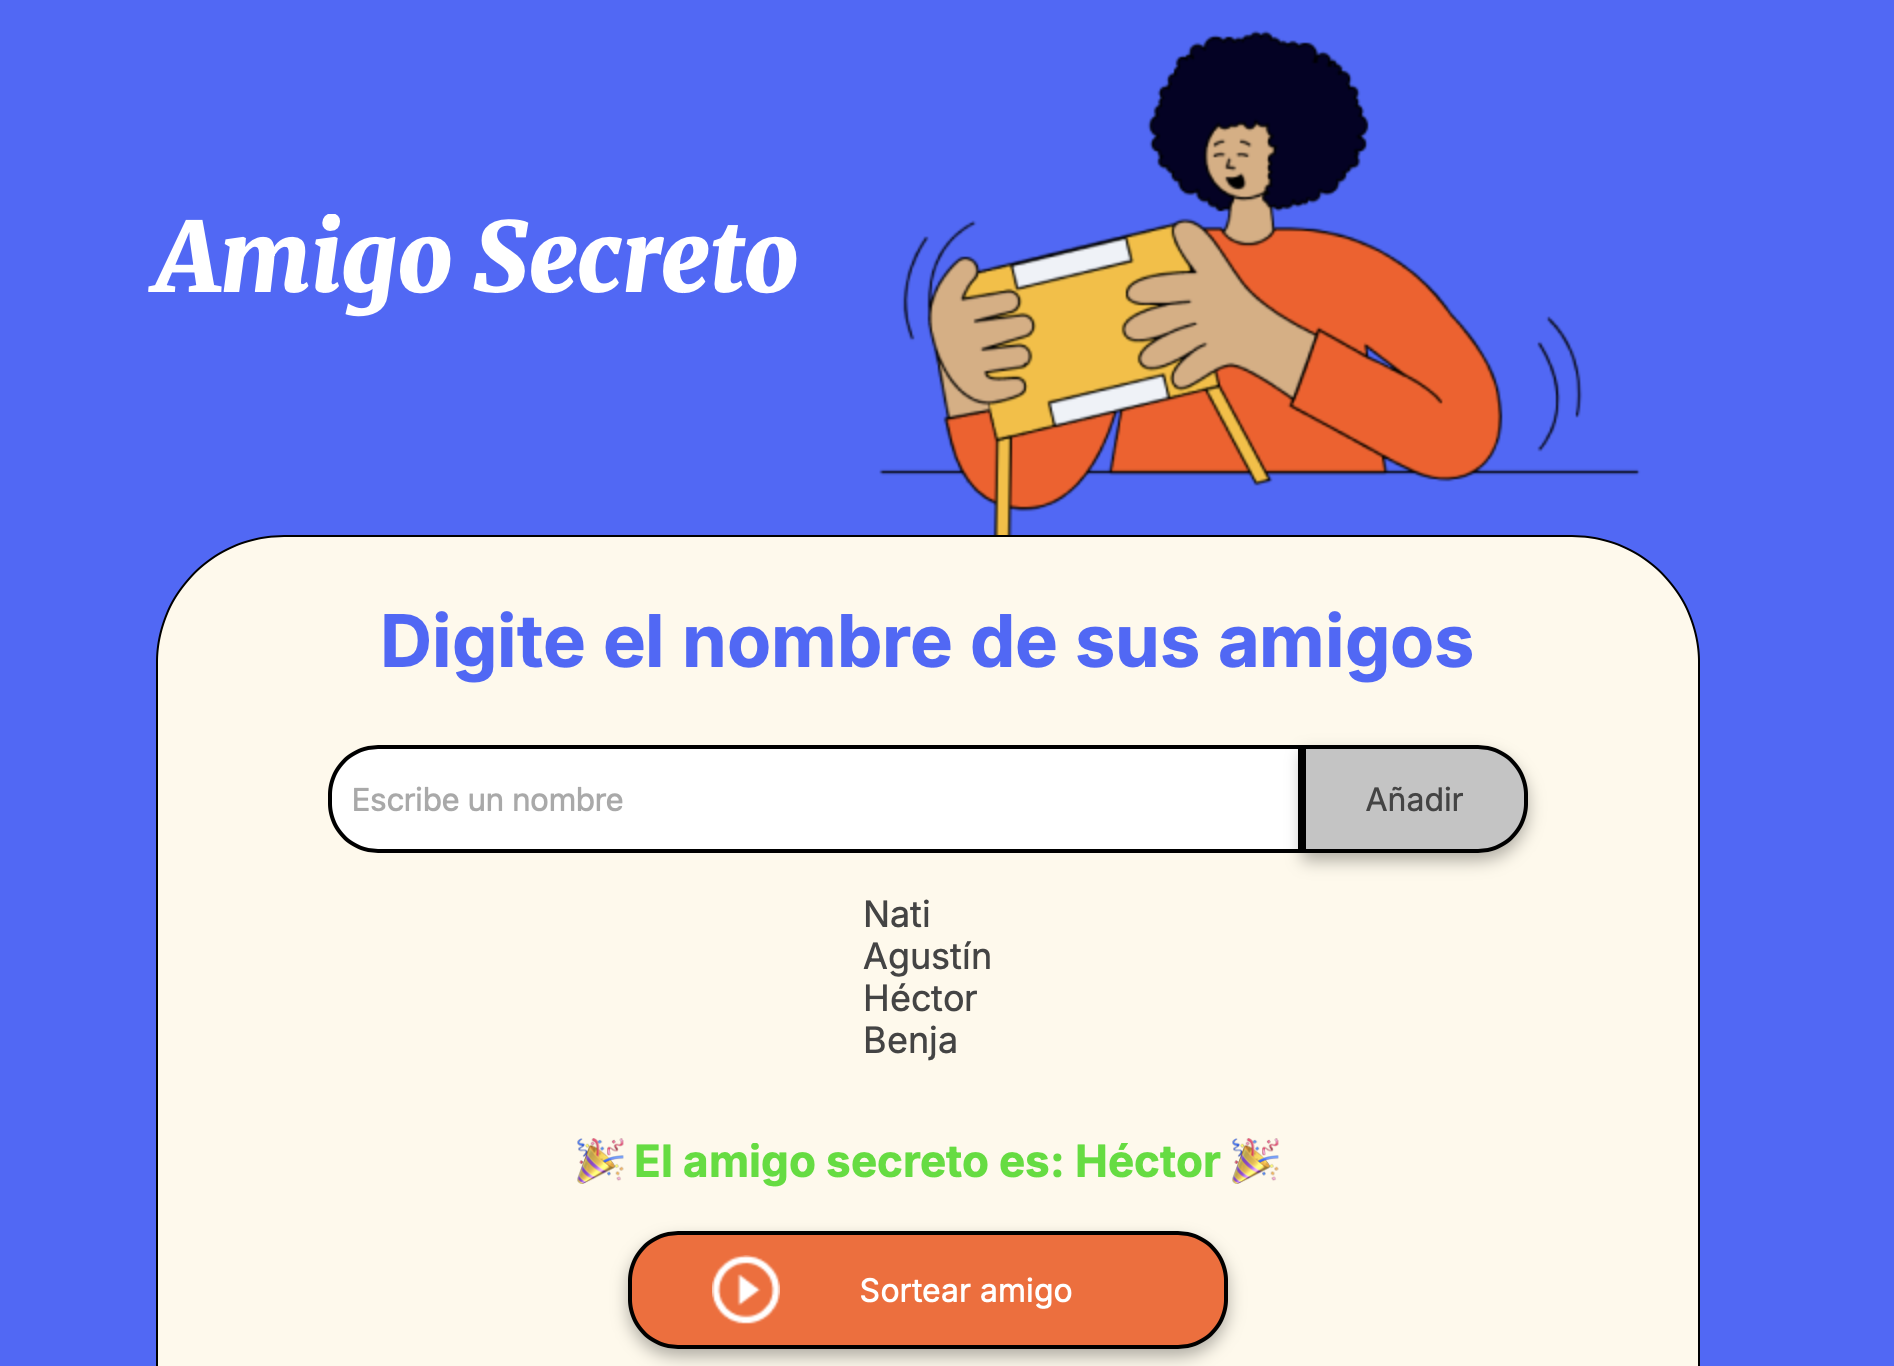 Amigo Secreto
Digite el nombre de sus amigos
Escribe un nombre
Añadir
Nati
Agustín
Héctor
Benja
🎉 El amigo secreto es: Héctor 🎉
Sortear amigo